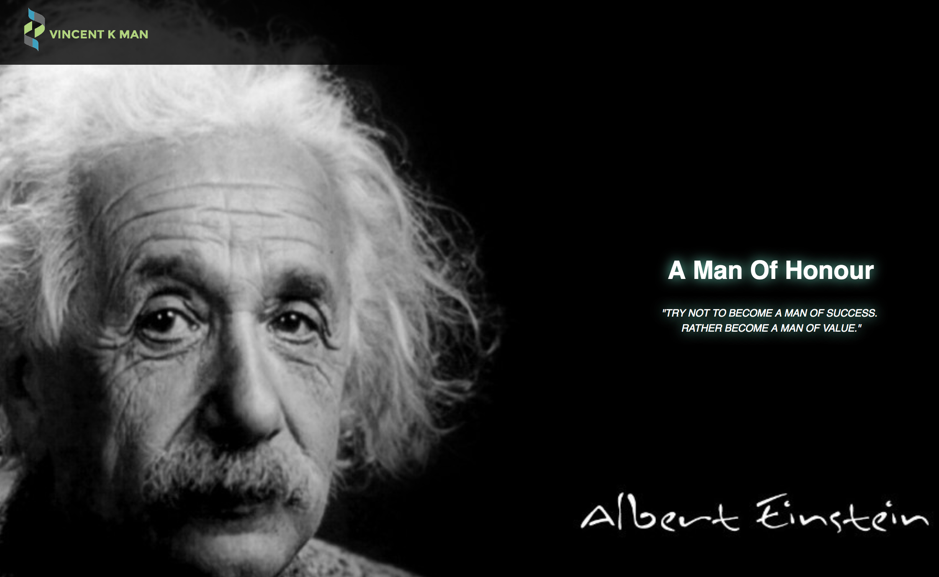 VINCENT K MAN
A Man Of Honour
"TRY NOT TO BECOME A MAN OF SUCCESS.
RATHER BECOME A MAN OF VALUE."
Albert Einstein